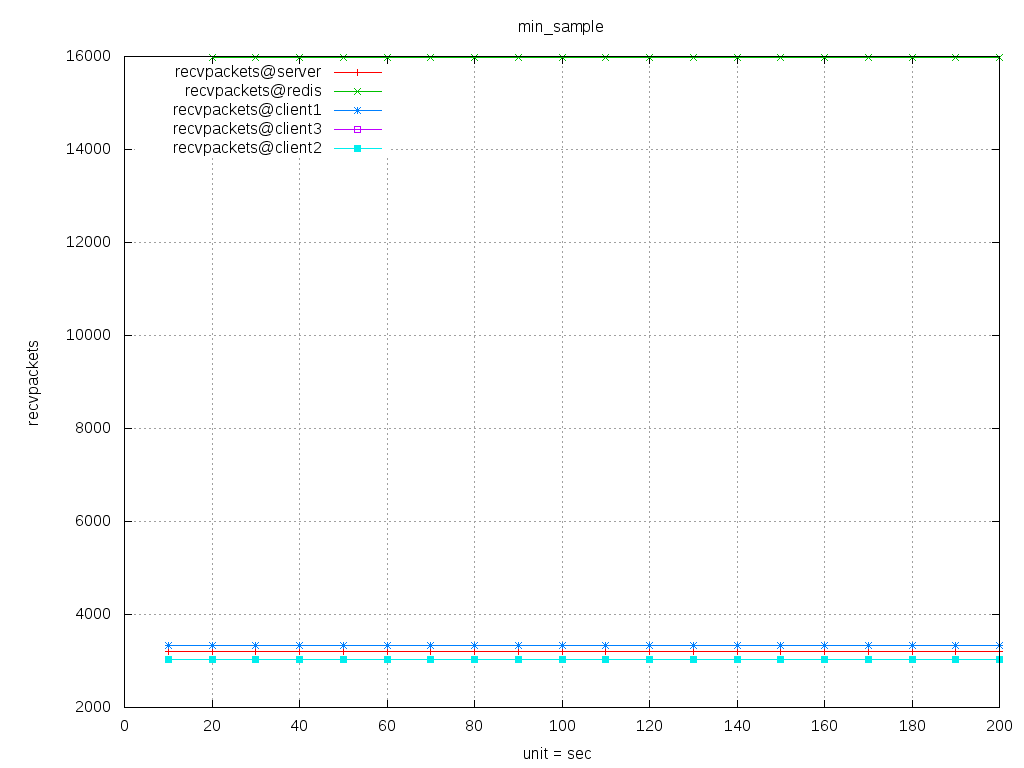 min_sample
16000
14000
12000
10000
8000
6000
4000
2000
recvpackets
recvpackets@server
recvpackets@redis
recvpackets@client1
recvpackets@client3
recvpackets@client2
0 20 40 60 80 100 120 140 160 180 200
unit = sec